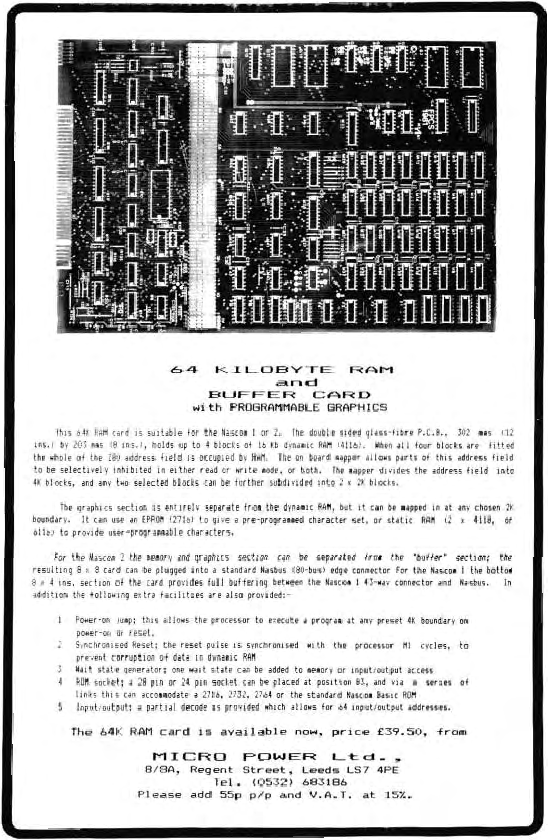 64 KILOBYTE RAM
and
BUFFER CARD
with PROGRAMMABLE GRAPHICS
This 64K RAM card is suitable for the Nascom 1 or 2. The double sided glass-fibre P.C.B., 302 mms (12
ins.) by 203 mms (8 ins.), holds up to 4 blocks of 16 Kb dynamic RAM (4116). When all four blocks are fitted
the whole of the Z80 address field is occupied by RAM. The on board mapper allows parts of this address field
to be selectively inhibited in either read or write mode, or both. The mapper divides the address field into
4K blocks, and any two selected blocks can be further subdivided into 2 x 2K blocks.
The graphics section is entirely separate from the dynamic RAM, but it can be mapped in at any chosen 2K
boundary. It can use an EPROM (2716) to give a pre-programmed character set, or static RAM (2 x 4118, or
6116) to provide user-programmable characters.
For the Nascom 2 the memory and graphics section can be separated from the "buffer" section; the
resulting 8 x 8 card can be plugged into a standard Nasbus (80-bus) edge connector For the Nascom 1 the bottom
8 x 4 ins. section of the card provides full buffering between the Nascom 1 43-way connector and Nasbus. In
addition the following extra facilities are also provided:-
1 Power-on jump; this allows the processor to execute a program at any preset 4K boundary on
power-on or reset.
2 Synchronised Reset; the reset pulse is synchronised with the processor M1 cycles, to
prevent corruption of data in dynamic RAM
3 Wait state generator; one wait state can be added to memory or input/output access
4 ROM socket; a 28 pin or 24 pin socket can be placed at position B3, and via a series of
links this can accommodate a 2716, 2732, 2764 or the standard Nascom Basic ROM
5 Input/output; a partial decode is provided which allows for 64 input/output addresses.
The 64K RAM card is available now, price £39.50, from
MICRO POWER Ltd.,
8/8A, Regent Street, Leeds LS7 4PE
Tel. (0532) 683186
Please add 55p p/p and V.A.T. at 15%.